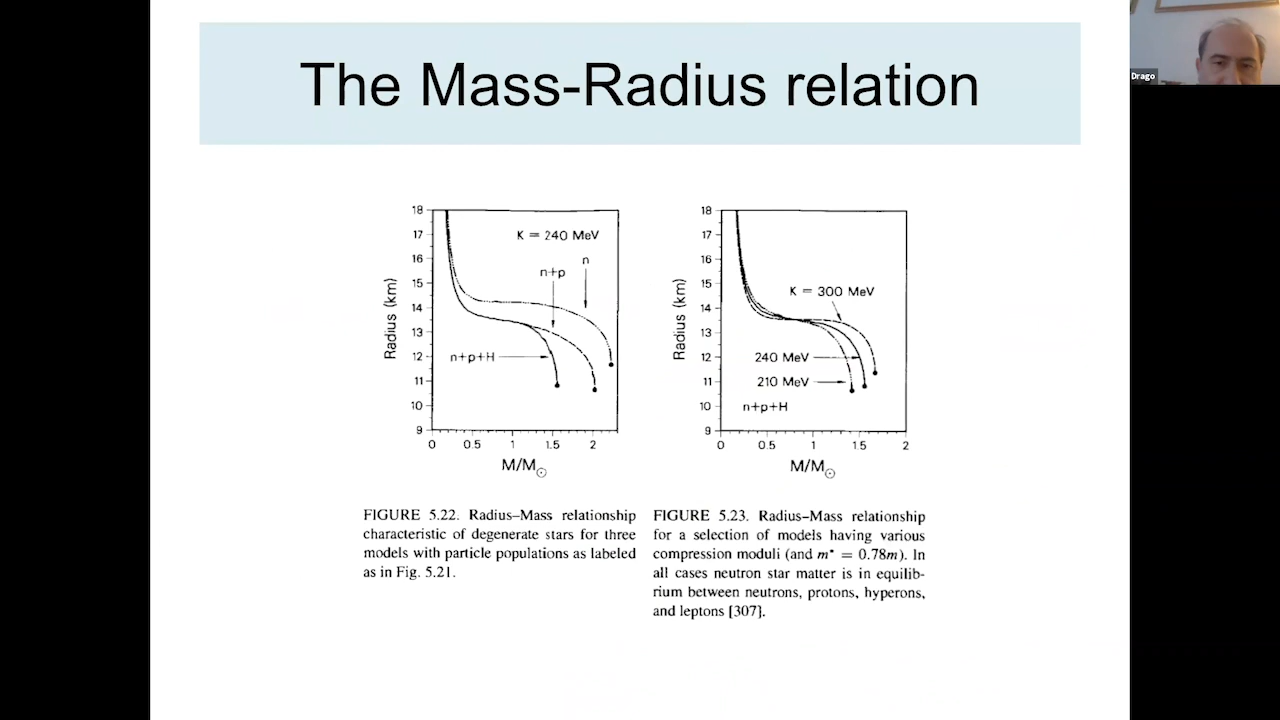 The Mass-Radius relation
Drago
18
17
16
15
14
13
12
11
10
9
Radius (km)
K = 240 MeV
n
n+p
n+p+H
0 0.5 1 1.5 2
M/M☉
18
17
16
15
14
13
12
11
10
9
Radius (km)
K = 300 MeV
240 MeV
210 MeV
n+p+H
0 0.5 1 1.5 2
M/M☉
FIGURE 5.22. Radius–Mass relationship
characteristic of degenerate stars for three
models with particle populations as labeled
as in Fig. 5.21.
FIGURE 5.23. Radius–Mass relationship
for a selection of models having various
compression moduli (and m* = 0.78m). In
all cases neutron star matter is in equilib-
rium between neutrons, protons, hyperons,
and leptons [307].